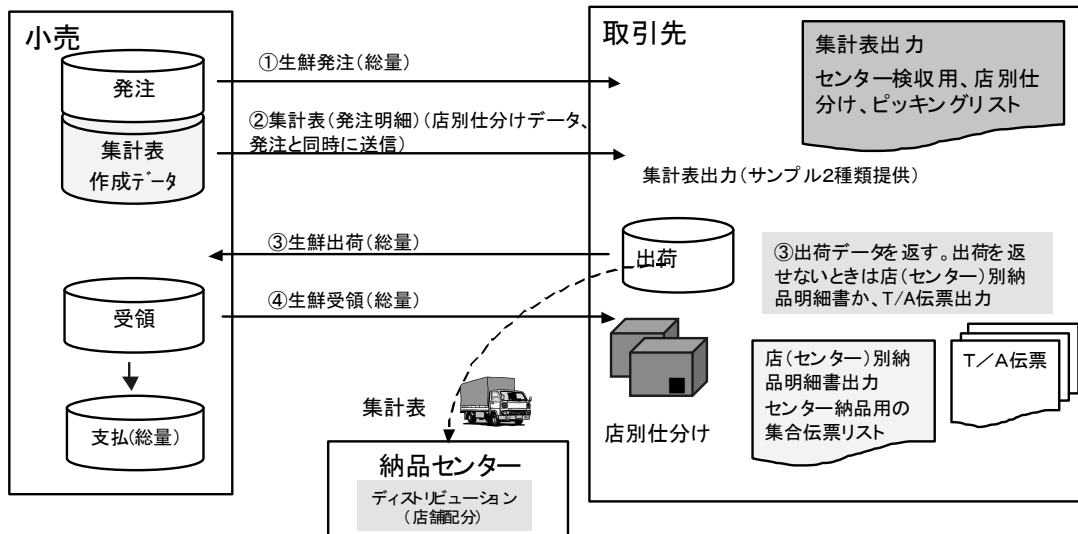 小売
発注
集計表
作成データ
受領
支払(総量)
①生鮮発注(総量)
②集計表(発注明細)(店別仕分けデータ、
発注と同時に送信)
③生鮮出荷(総量)
④生鮮受領(総量)
集計表
納品センター
ディストリビューション
(店舗配分)
取引先
集計表出力
センター検収用、店別仕
分け、ピッキングリスト
集計表出力(サンプル2種類提供)
出荷
③出荷データを返す。出荷を返
せないときは店(センター)別納
品明細書か、T/A伝票出力
店別仕分け
店(センター)別納
品明細書出力
センター納品用の
集合伝票リスト
T/A伝票